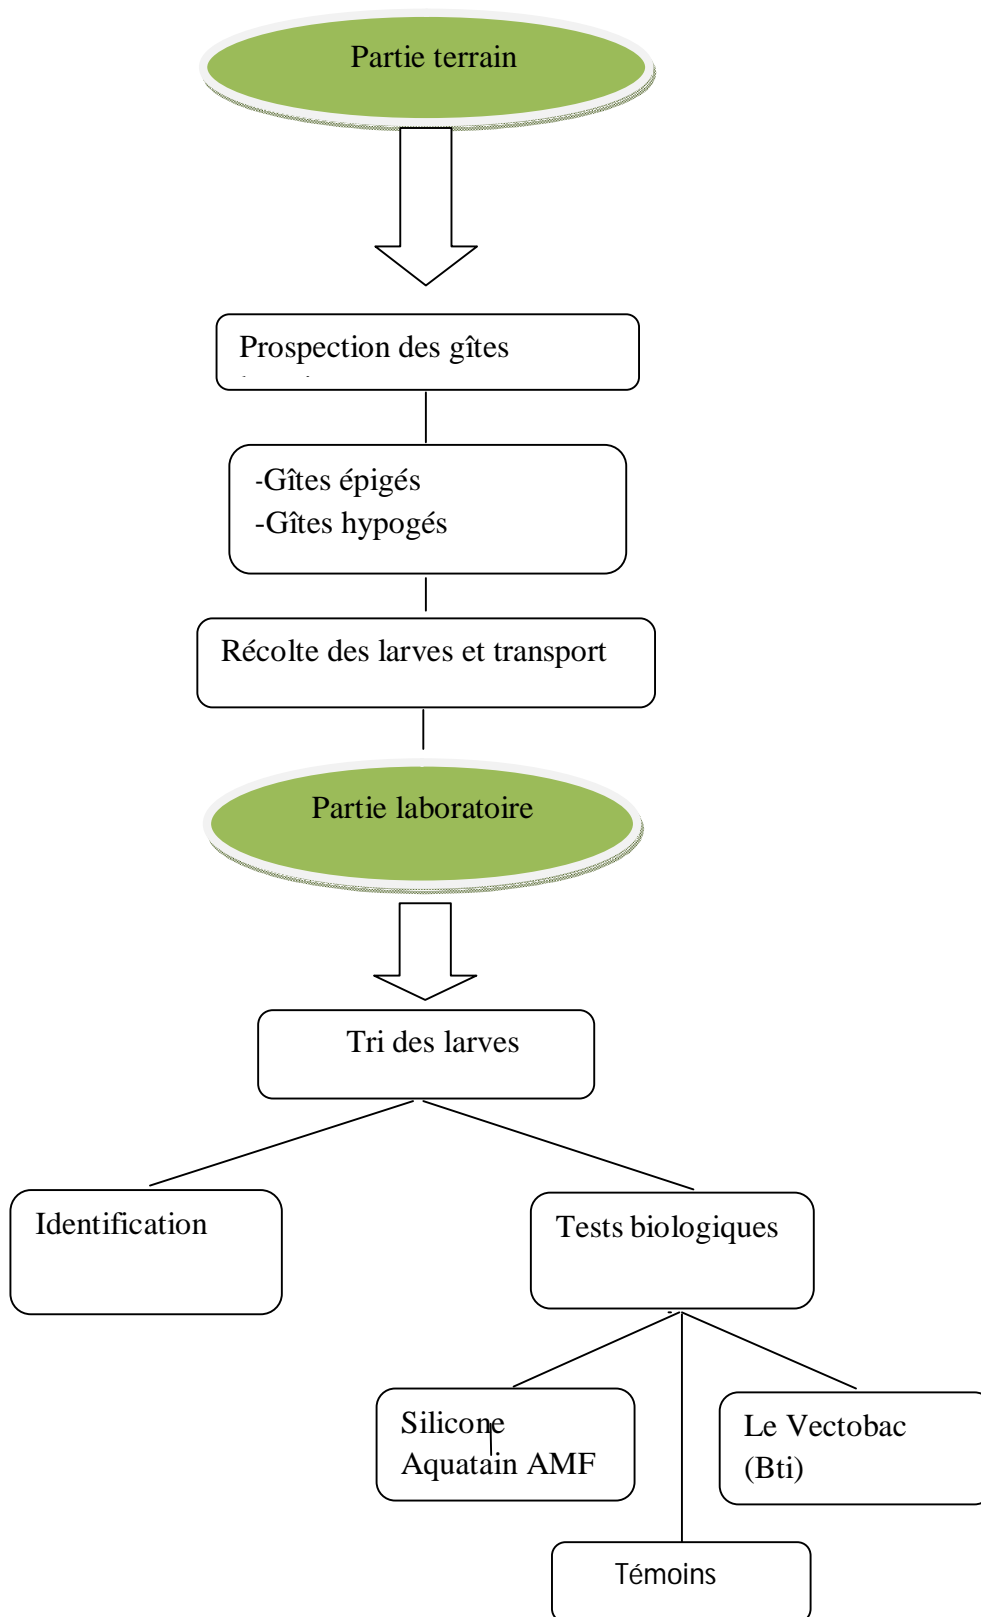 Partie terrain
Prospection des gîtes
-Gîtes épigés
-Gîtes hypogés
Récolte des larves et transport
Partie laboratoire
Tri des larves
Identification
Tests biologiques
Silicone
Aquatain AMF
Le Vectobac
(Bti)
Témoins